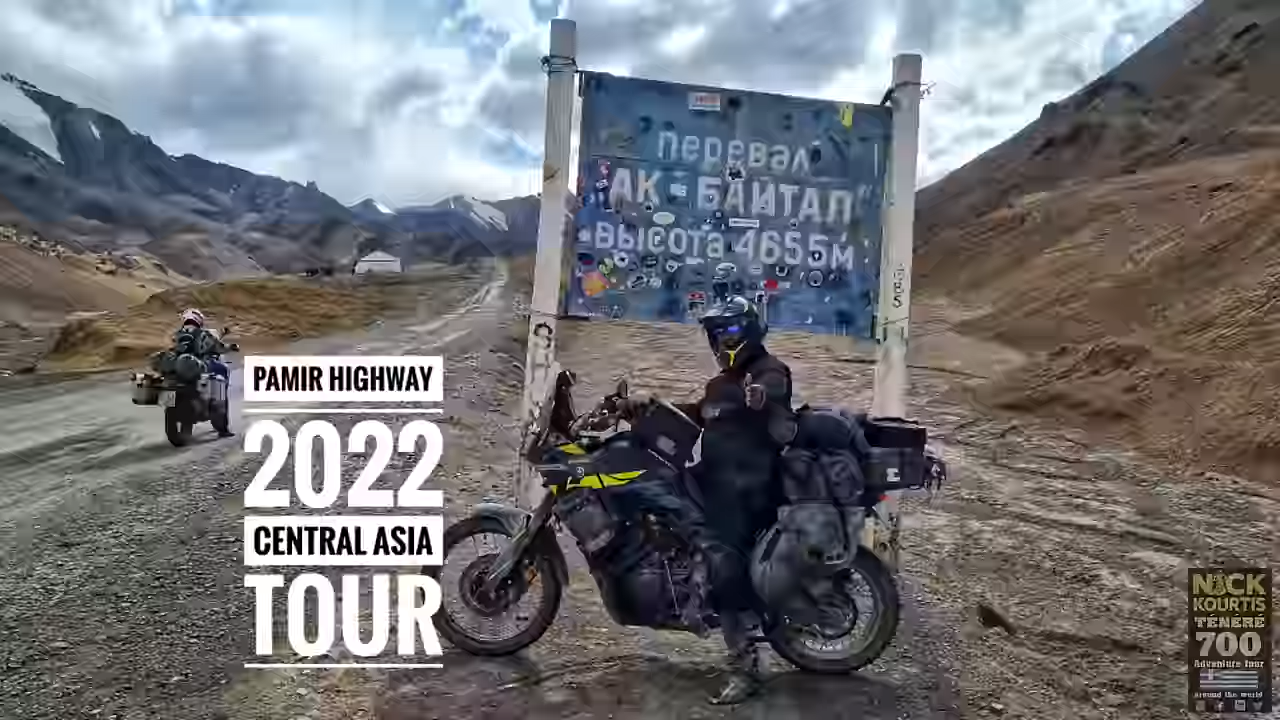 перевал
"АК-БАЙТАЛ"
высота 4655м
PAMIR HIGHWAY
2022
CENTRAL ASIA
TOUR
NICK
KOURTIS
TENERE
700
Adventure Tour
around the world